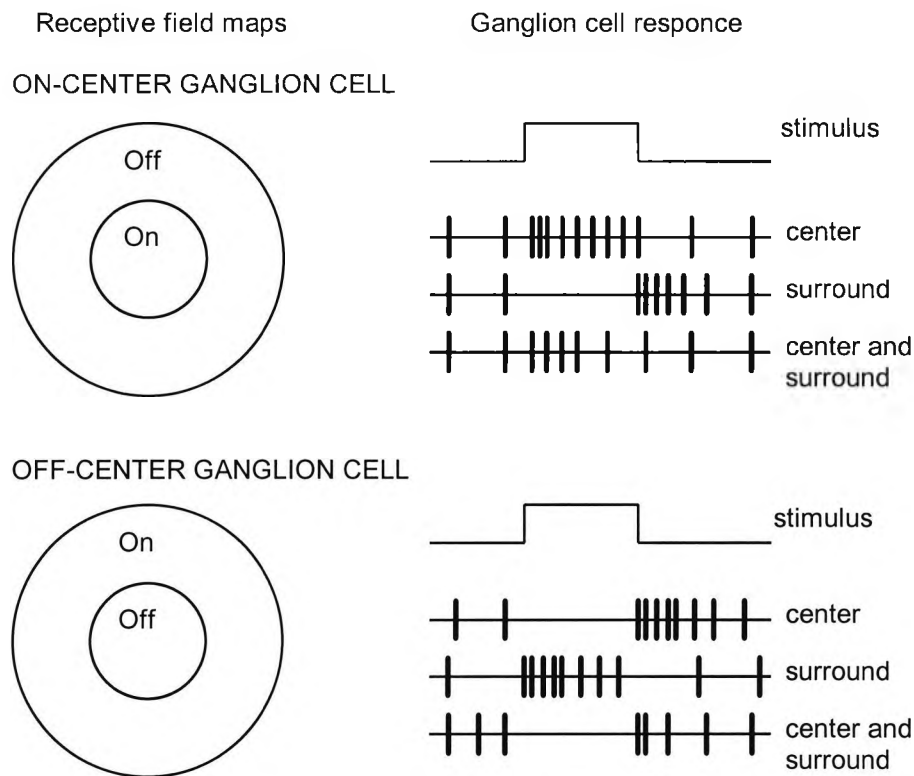 Receptive field maps
Ganglion cell responce
ON-CENTER GANGLION CELL
Off
On
stimulus
center
surround
center and
surround
OFF-CENTER GANGLION CELL
On
Off
stimulus
center
surround
center and
surround